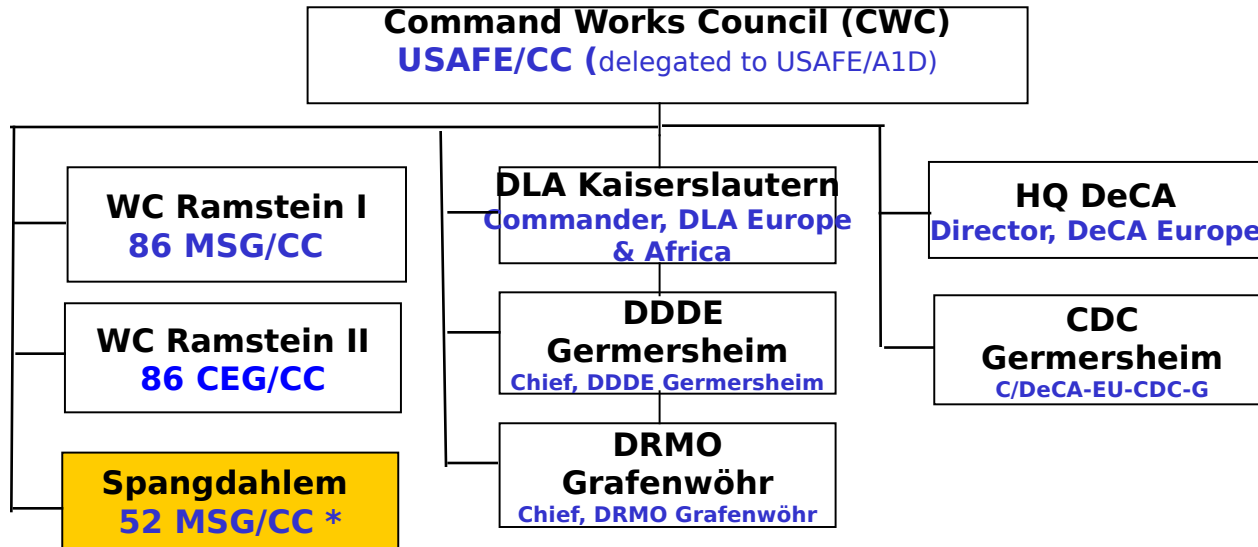 Command Works Council (CWC)
USAFE/CC (delegated to USAFE/A1D)
WC Ramstein I
86 MSG/CC
WC Ramstein II
86 CEG/CC
Spangdahlem
52 MSG/CC *
DLA Kaiserslautern
Commander, DLA Europe
& Africa
DDDE
Germersheim
Chief, DDDE Germersheim
DRMO
Grafenwöhr
Chief, DRMO Grafenwöhr
HQ DeCA
Director, DeCA Europe
CDC
Germersheim
C/DeCA-EU-CDC-G